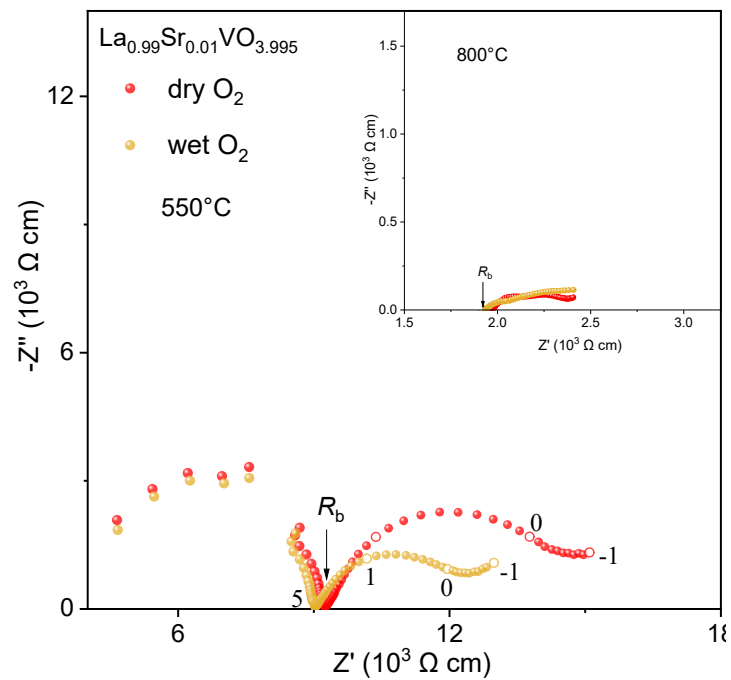 La0.99Sr0.01VO3.995
dry O2
wet O2
550°C
800°C
-Z'' (10³ Ω cm)
1.5
1.0
0.5
0.0
Rb
1.5 2.0 2.5 3.0
Z' (10³ Ω cm)
-Z'' (10³ Ω cm)
12
6
0
Rb
5
1
0
-1
0
-1
6 12 18
Z' (10³ Ω cm)